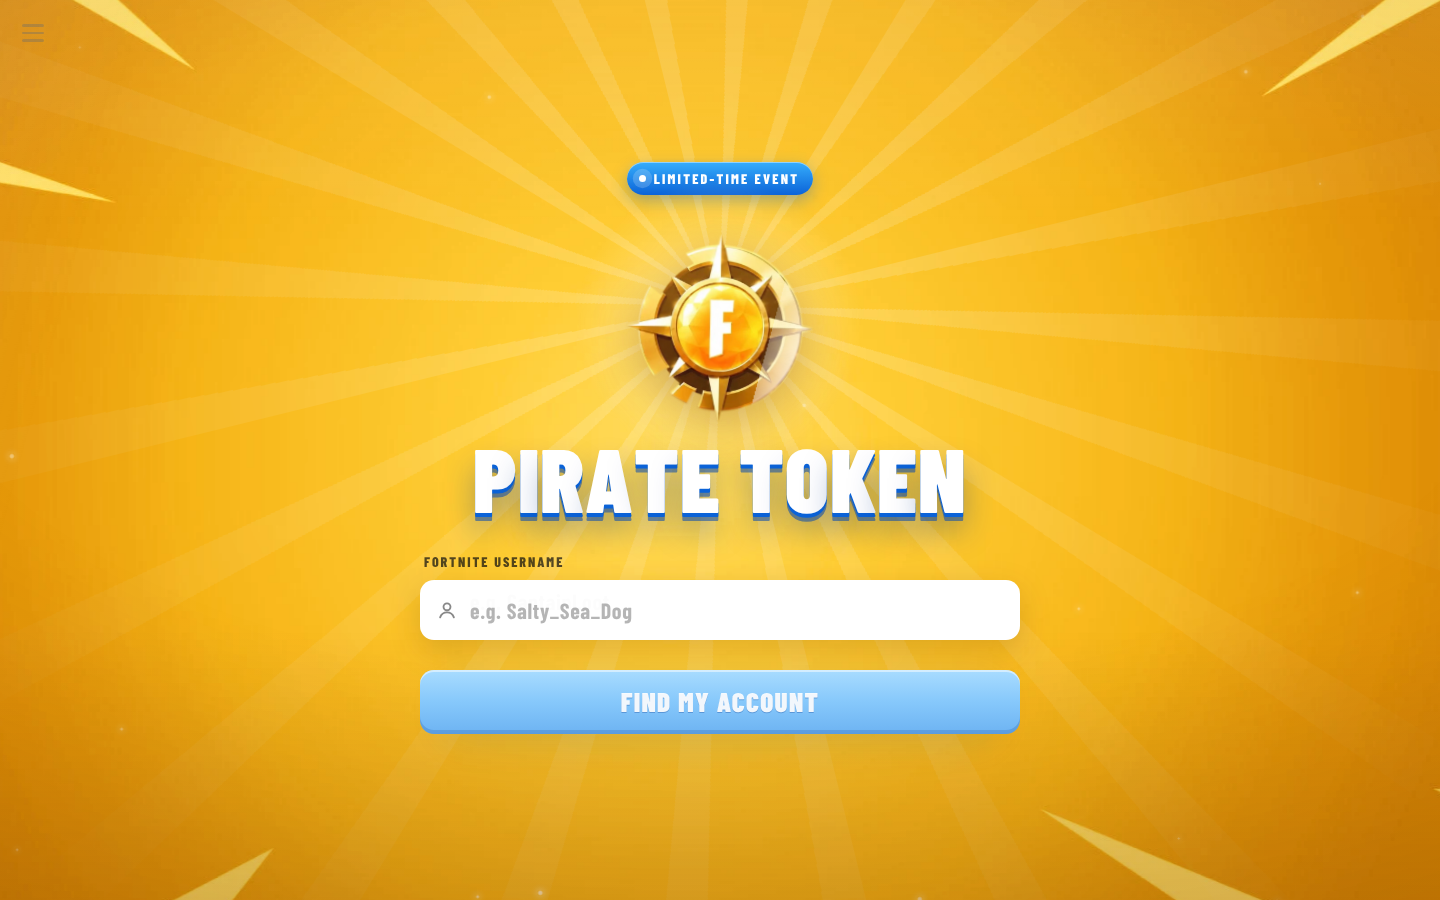 LIMITED-TIME EVENT
F
PIRATE TOKEN
FORTNITE USERNAME
e.g. Salty_Sea_Dog
FIND MY ACCOUNT